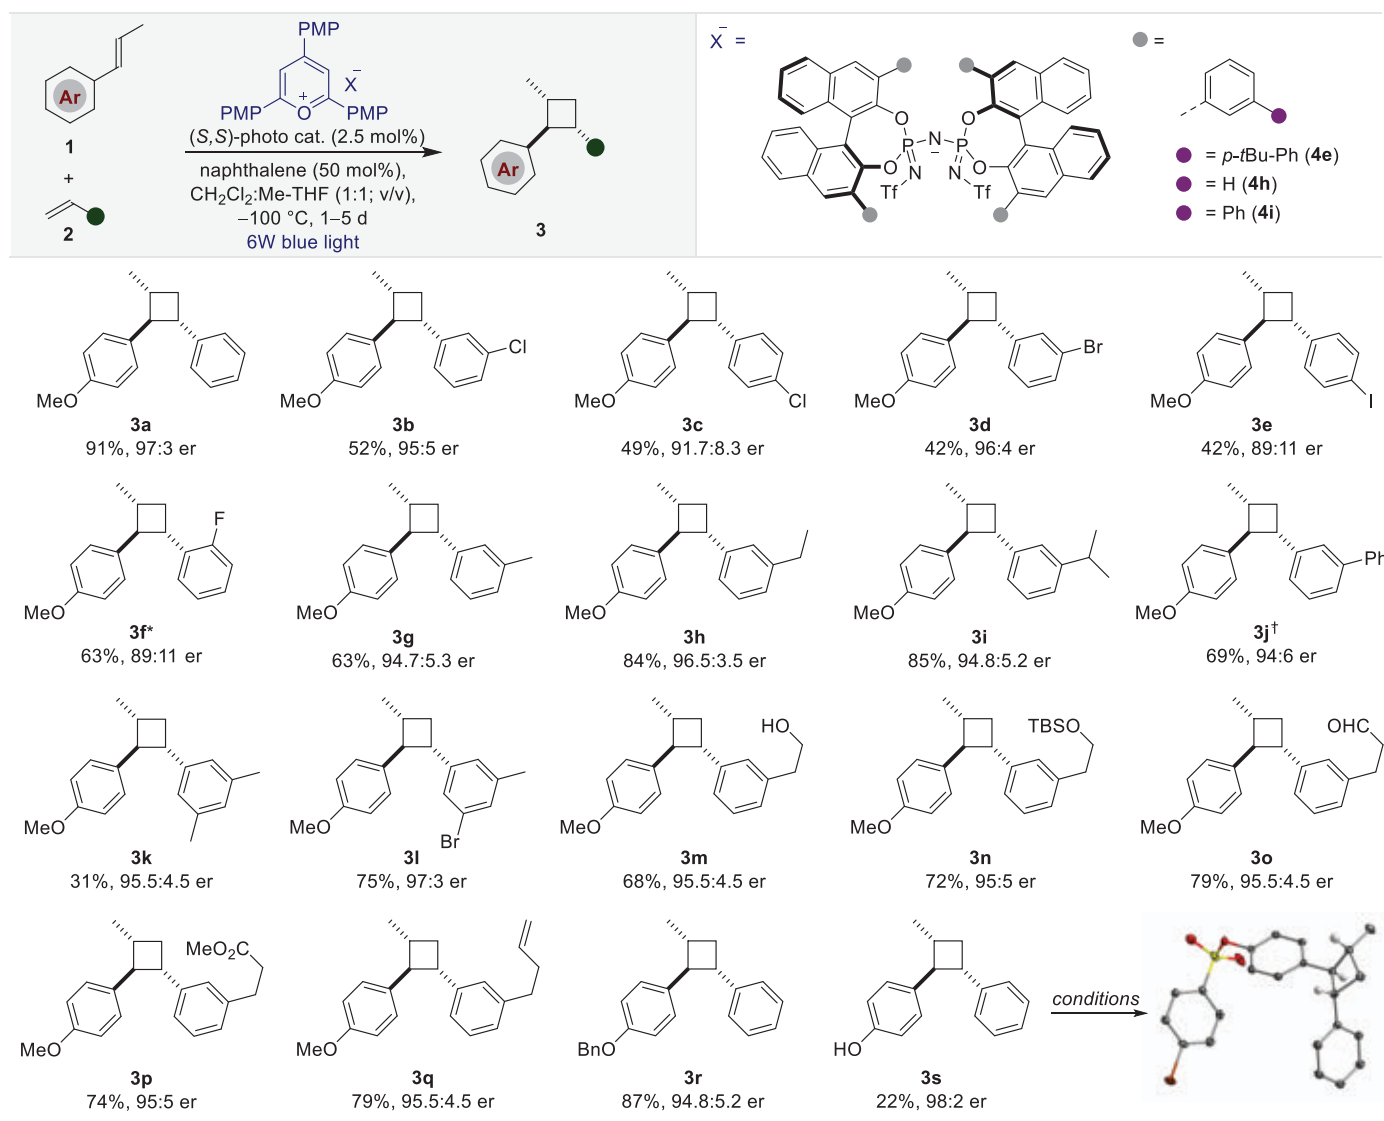 PMP
X−
Ar
+
O
PMP
PMP
1
(S,S)-photo cat. (2.5 mol%)
+
naphthalene (50 mol%),
CH2Cl2:Me-THF (1:1; v/v),
−100 °C, 1–5 d
6W blue light
2
Ar
3
X− =
O
O
P
N
−
P
O
O
N
N
Tf
Tf
=
= p-tBu-Ph (4e)
= H (4h)
= Ph (4i)
MeO
3a
91%, 97:3 er
Cl
MeO
3b
52%, 95:5 er
MeO
Cl
3c
49%, 91.7:8.3 er
Br
MeO
3d
42%, 96:4 er
MeO
I
3e
42%, 89:11 er
F
MeO
3f*
63%, 89:11 er
MeO
3g
63%, 94.7:5.3 er
MeO
3h
84%, 96.5:3.5 er
MeO
3i
85%, 94.8:5.2 er
Ph
MeO
3j†
69%, 94:6 er
MeO
3k
31%, 95.5:4.5 er
MeO
Br
3l
75%, 97:3 er
HO
MeO
3m
68%, 95.5:4.5 er
TBSO
MeO
3n
72%, 95:5 er
OHC
MeO
3o
79%, 95.5:4.5 er
MeO2C
MeO
3p
74%, 95:5 er
MeO
3q
79%, 95.5:4.5 er
BnO
3r
87%, 94.8:5.2 er
HO
3s
22%, 98:2 er
conditions